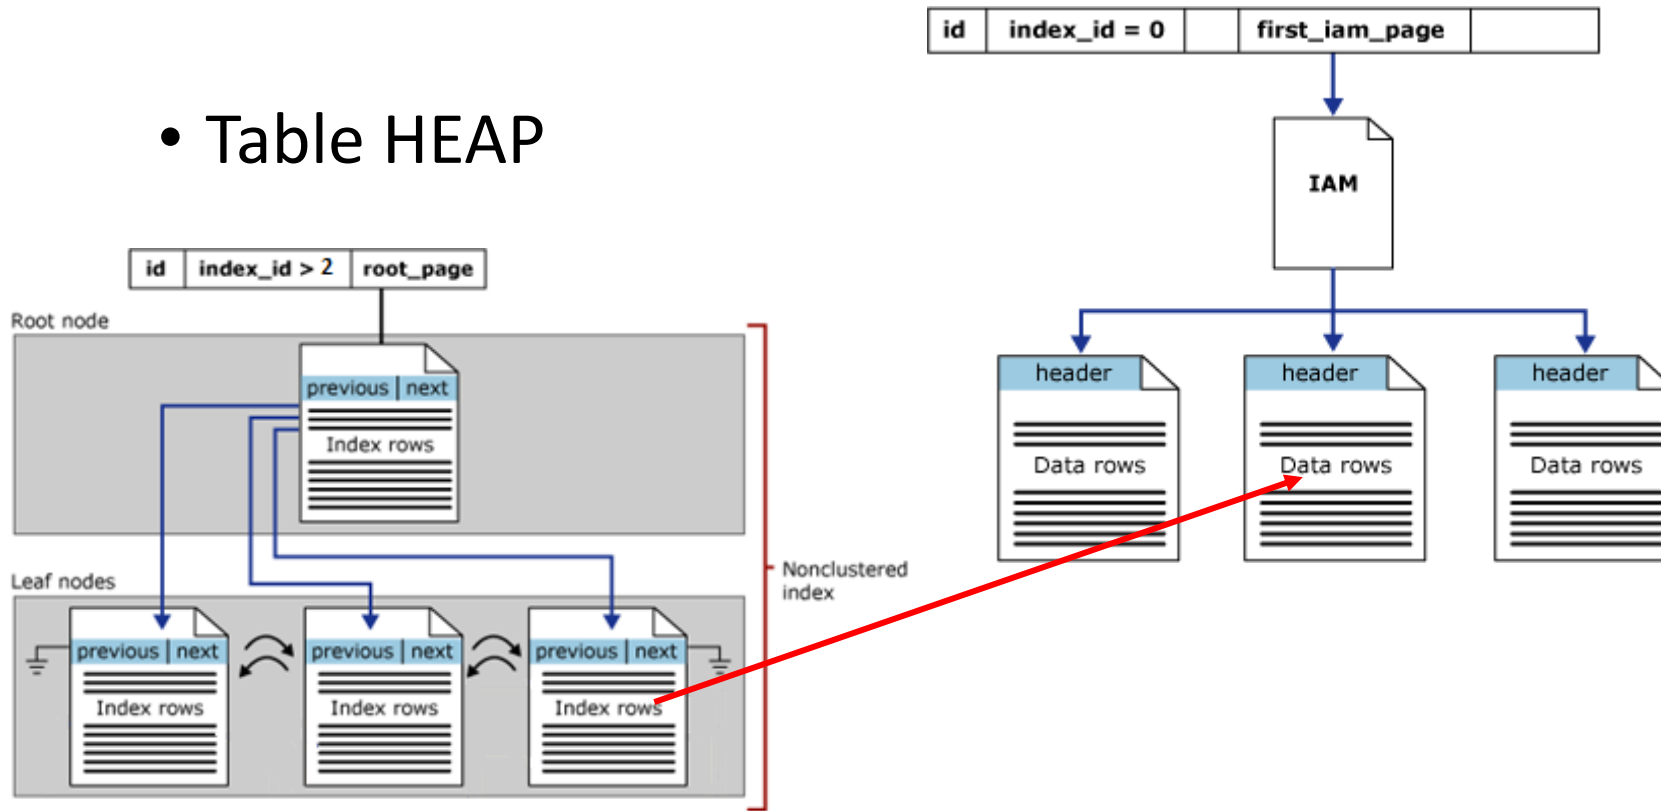 id index_id = 0 first_iam_page
• Table HEAP
IAM
id index_id > 2 root_page
Root node
previous next
Index rows
header header header
Data rows Data rows Data rows
Nonclustered
index
Leaf nodes
previous next previous next previous next
Index rows Index rows Index rows